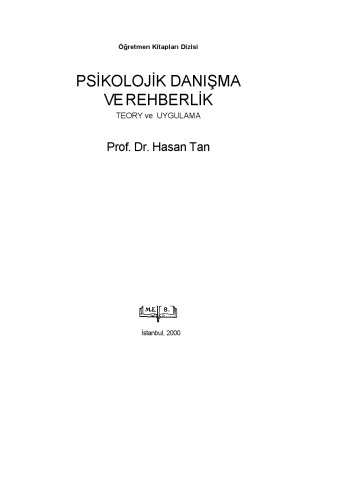 Öğretmen Kitapları Dizisi
PSİKOLOJİK DANIŞMA
VE REHBERLİK
TEORY ve UYGULAMA
Prof. Dr. Hasan Tan
M.E. B.
İstanbul, 2000